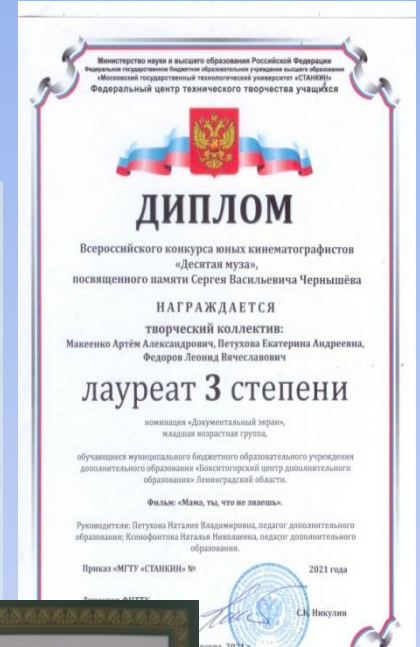 Министерство науки и высшего образования Российской Федерации
Федеральное государственное бюджетное образовательное учреждение высшего образования
«Московский государственный технологический университет «СТАНКИН»
Федеральный центр технического творчества учащихся
ДИПЛОМ
Всероссийского конкурса юных кинематографистов
«Десятая муза»,
посвященного памяти Сергея Васильевича Чернышёва
НАГРАЖДАЕТСЯ
творческий коллектив:
Макеенко Артём Александрович, Петухова Екатерина Андреевна,
Федоров Леонид Вячеславович
лауреат 3 степени
номинация «Документальный экран»,
младшая возрастная группа,
обучающиеся муниципального бюджетного образовательного учреждения
дополнительного образования «Бокситогорский центр дополнительного
образования» Ленинградской области.
Фильм: «Мама, ты, что не знаешь».
Руководители: Петухова Наталия Владимировна, педагог дополнительного
образования; Ксенофонтова Наталья Николаевна, педагог дополнительного
образования.
Приказ «МГТУ «СТАНКИН» № 2021 года
С.К. Никулин
2021 г.